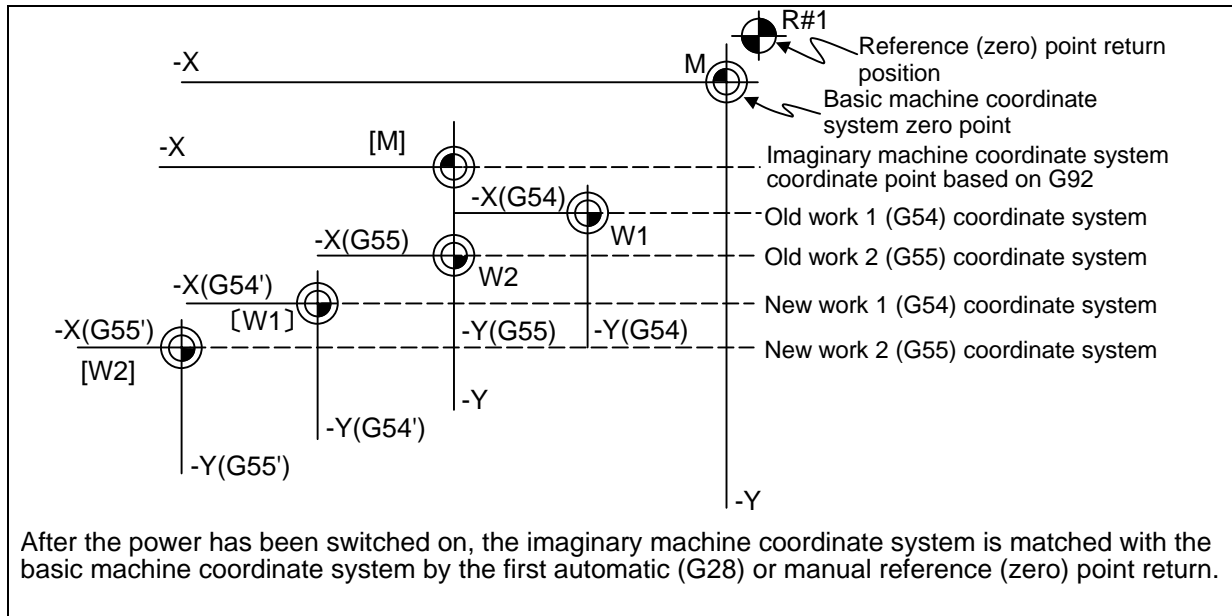 R#1
Reference (zero) point return
position
-X
M
Basic machine coordinate
system zero point
[M]
-X
Imaginary machine coordinate system
coordinate point based on G92
-X(G54)
Old work 1 (G54) coordinate system
W1
-X(G55)
Old work 2 (G55) coordinate system
W2
-X(G54')
New work 1 (G54) coordinate system
〔W1〕
-Y(G55)
-Y(G54)
-X(G55')
New work 2 (G55) coordinate system
[W2]
-Y
-Y(G54')
-Y(G55')
-Y
After the power has been switched on, the imaginary machine coordinate system is matched with the
basic machine coordinate system by the first automatic (G28) or manual reference (zero) point return.